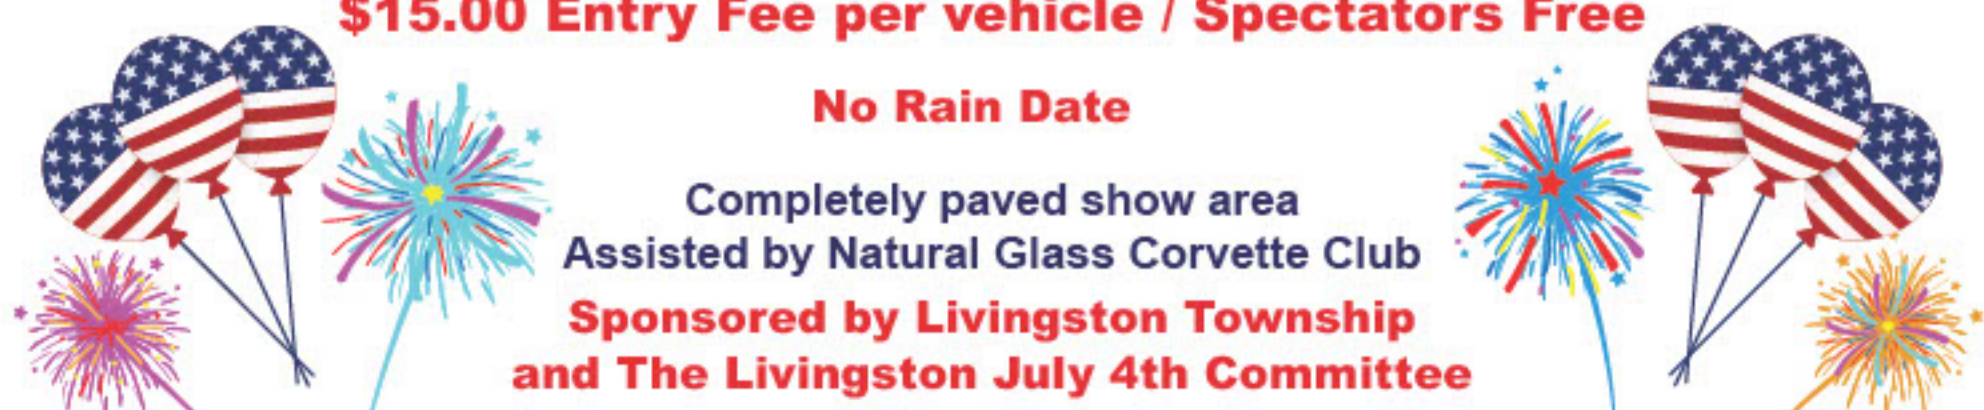 $15.00 Entry Fee per vehicle / Spectators Free
No Rain Date
Completely paved show area
Assisted by Natural Glass Corvette Club
Sponsored by Livingston Township
and The Livingston July 4th Committee